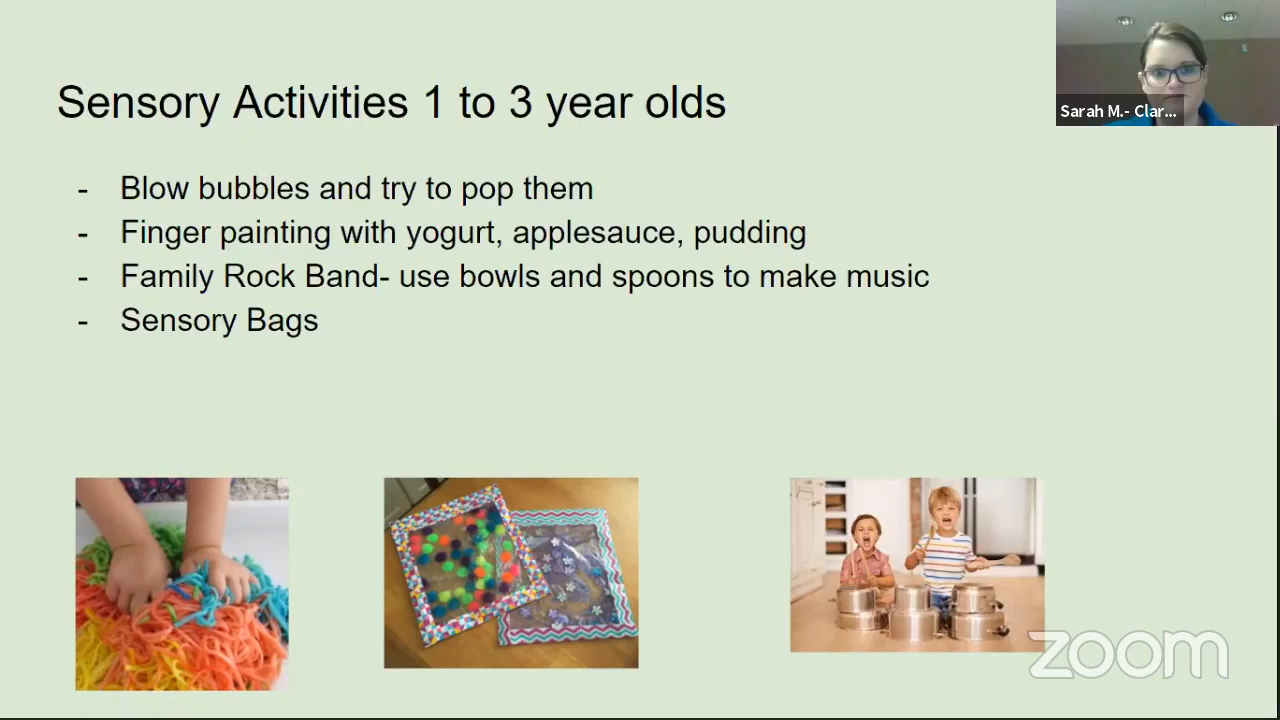 Sensory Activities 1 to 3 year olds
Sarah M.- Clar...
- Blow bubbles and try to pop them
- Finger painting with yogurt, applesauce, pudding
- Family Rock Band- use bowls and spoons to make music
- Sensory Bags
zoom